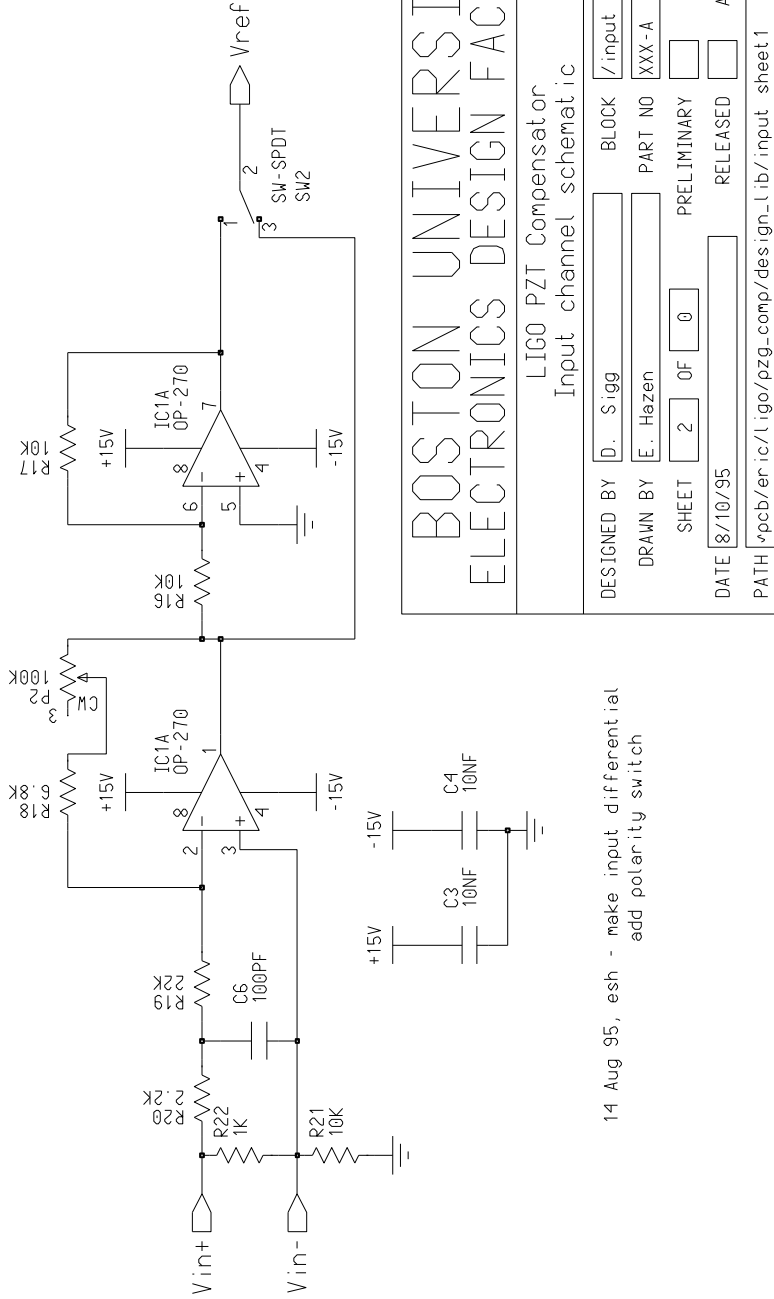 Vin+
Vin-
R20
2.2K
R22
1K
R21
10K
R19
22K
C6
100PF
R18
6.8K
P2
100K
3
CW
+15V
IC1A
OP-270
2
3
8
4
1
-
+
-15V
R16
10K
R17
10K
+15V
IC1A
OP-270
6
5
8
4
7
-
+
-15V
1
2
3
SW-SPDT
SW2
Vref
+15V
C3
10NF
-15V
C4
10NF
14 Aug 95, esh - make input differential
add polarity switch
BOSTON UNIVERSI
ELECTRONICS DESIGN FAC
LIGO PZT Compensator
Input channel schematic
DESIGNED BY D. Sigg BLOCK /input
DRAWN BY E. Hazen PART NO XXX-A
SHEET 2 OF 0 PRELIMINARY
DATE 8/10/95 RELEASED A
PATH ~pcb/eric/ligo/pzg_comp/design_lib/input sheet1